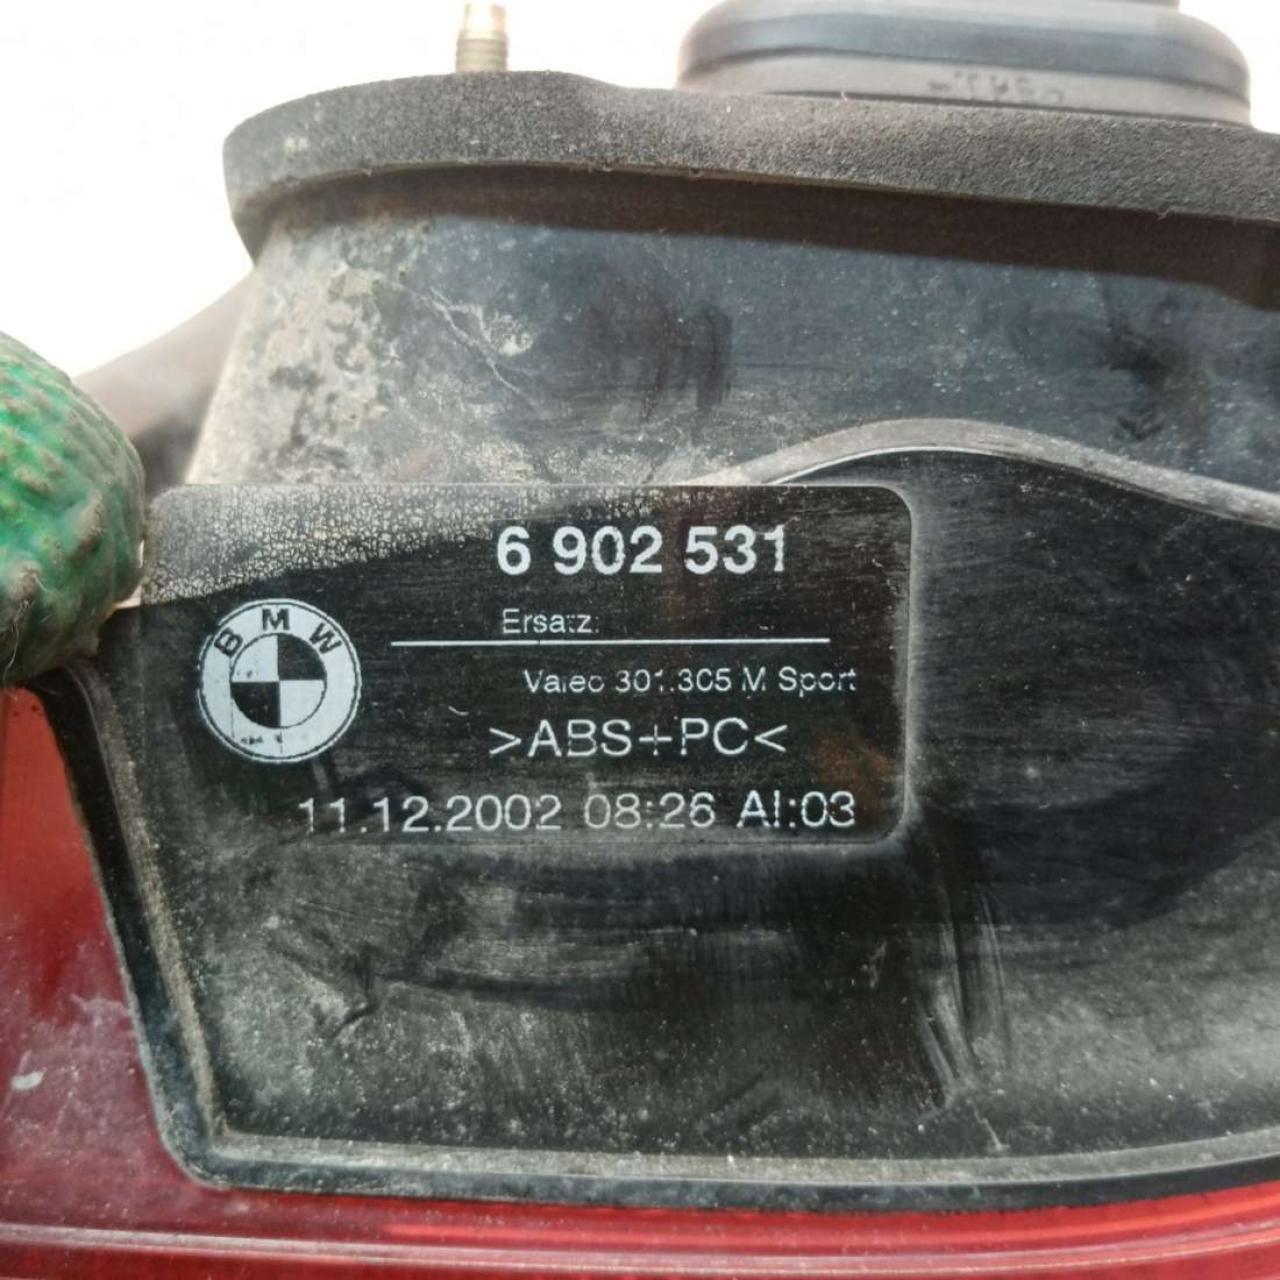 6 902 531
BMW
Ersatz:
Valeo 301.305 M Sport
>ABS+PC<
11.12.2002 08:26 AI:03